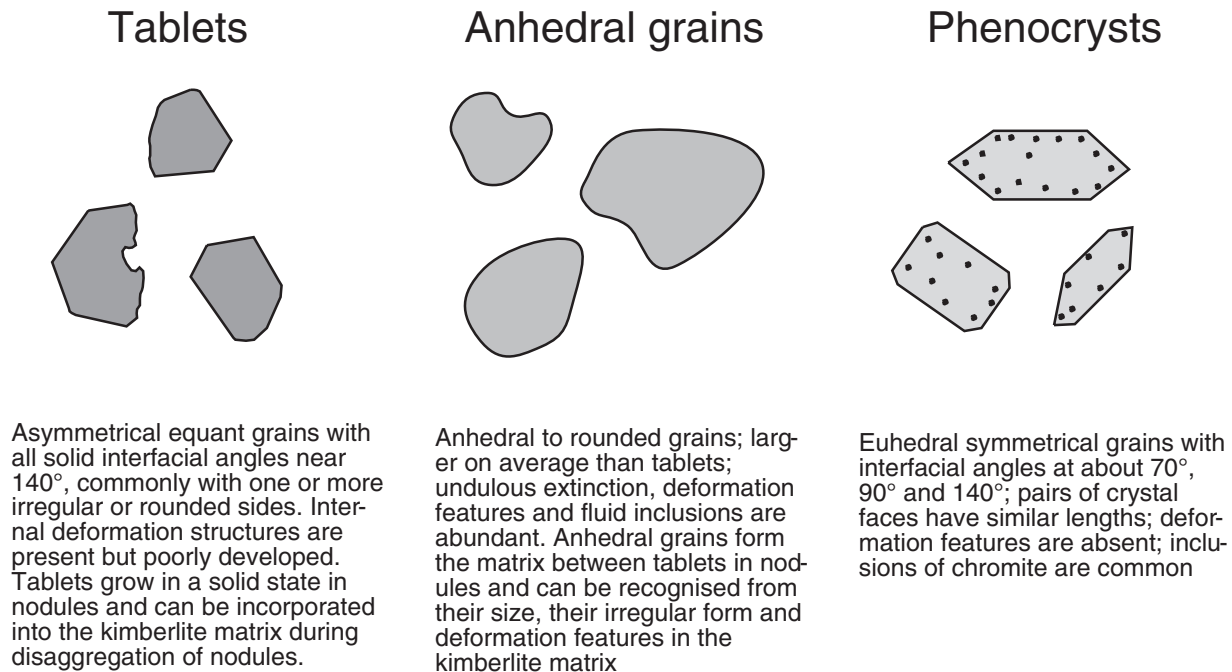 Tablets
Anhedral grains
Phenocrysts
Asymmetrical equant grains with
all solid interfacial angles near
140°, commonly with one or more
irregular or rounded sides. Inter-
nal deformation structures are
present but poorly developed.
Tablets grow in a solid state in
nodules and can be incorporated
into the kimberlite matrix during
disaggregation of nodules.
Anhedral to rounded grains; larg-
er on average than tablets;
undulous extinction, deformation
features and fluid inclusions are
abundant. Anhedral grains form
the matrix between tablets in nod-
ules and can be recognised from
their size, their irregular form and
deformation features in the
kimberlite matrix
Euhedral symmetrical grains with
interfacial angles at about 70°,
90° and 140°; pairs of crystal
faces have similar lengths; defor-
mation features are absent; inclu-
sions of chromite are common